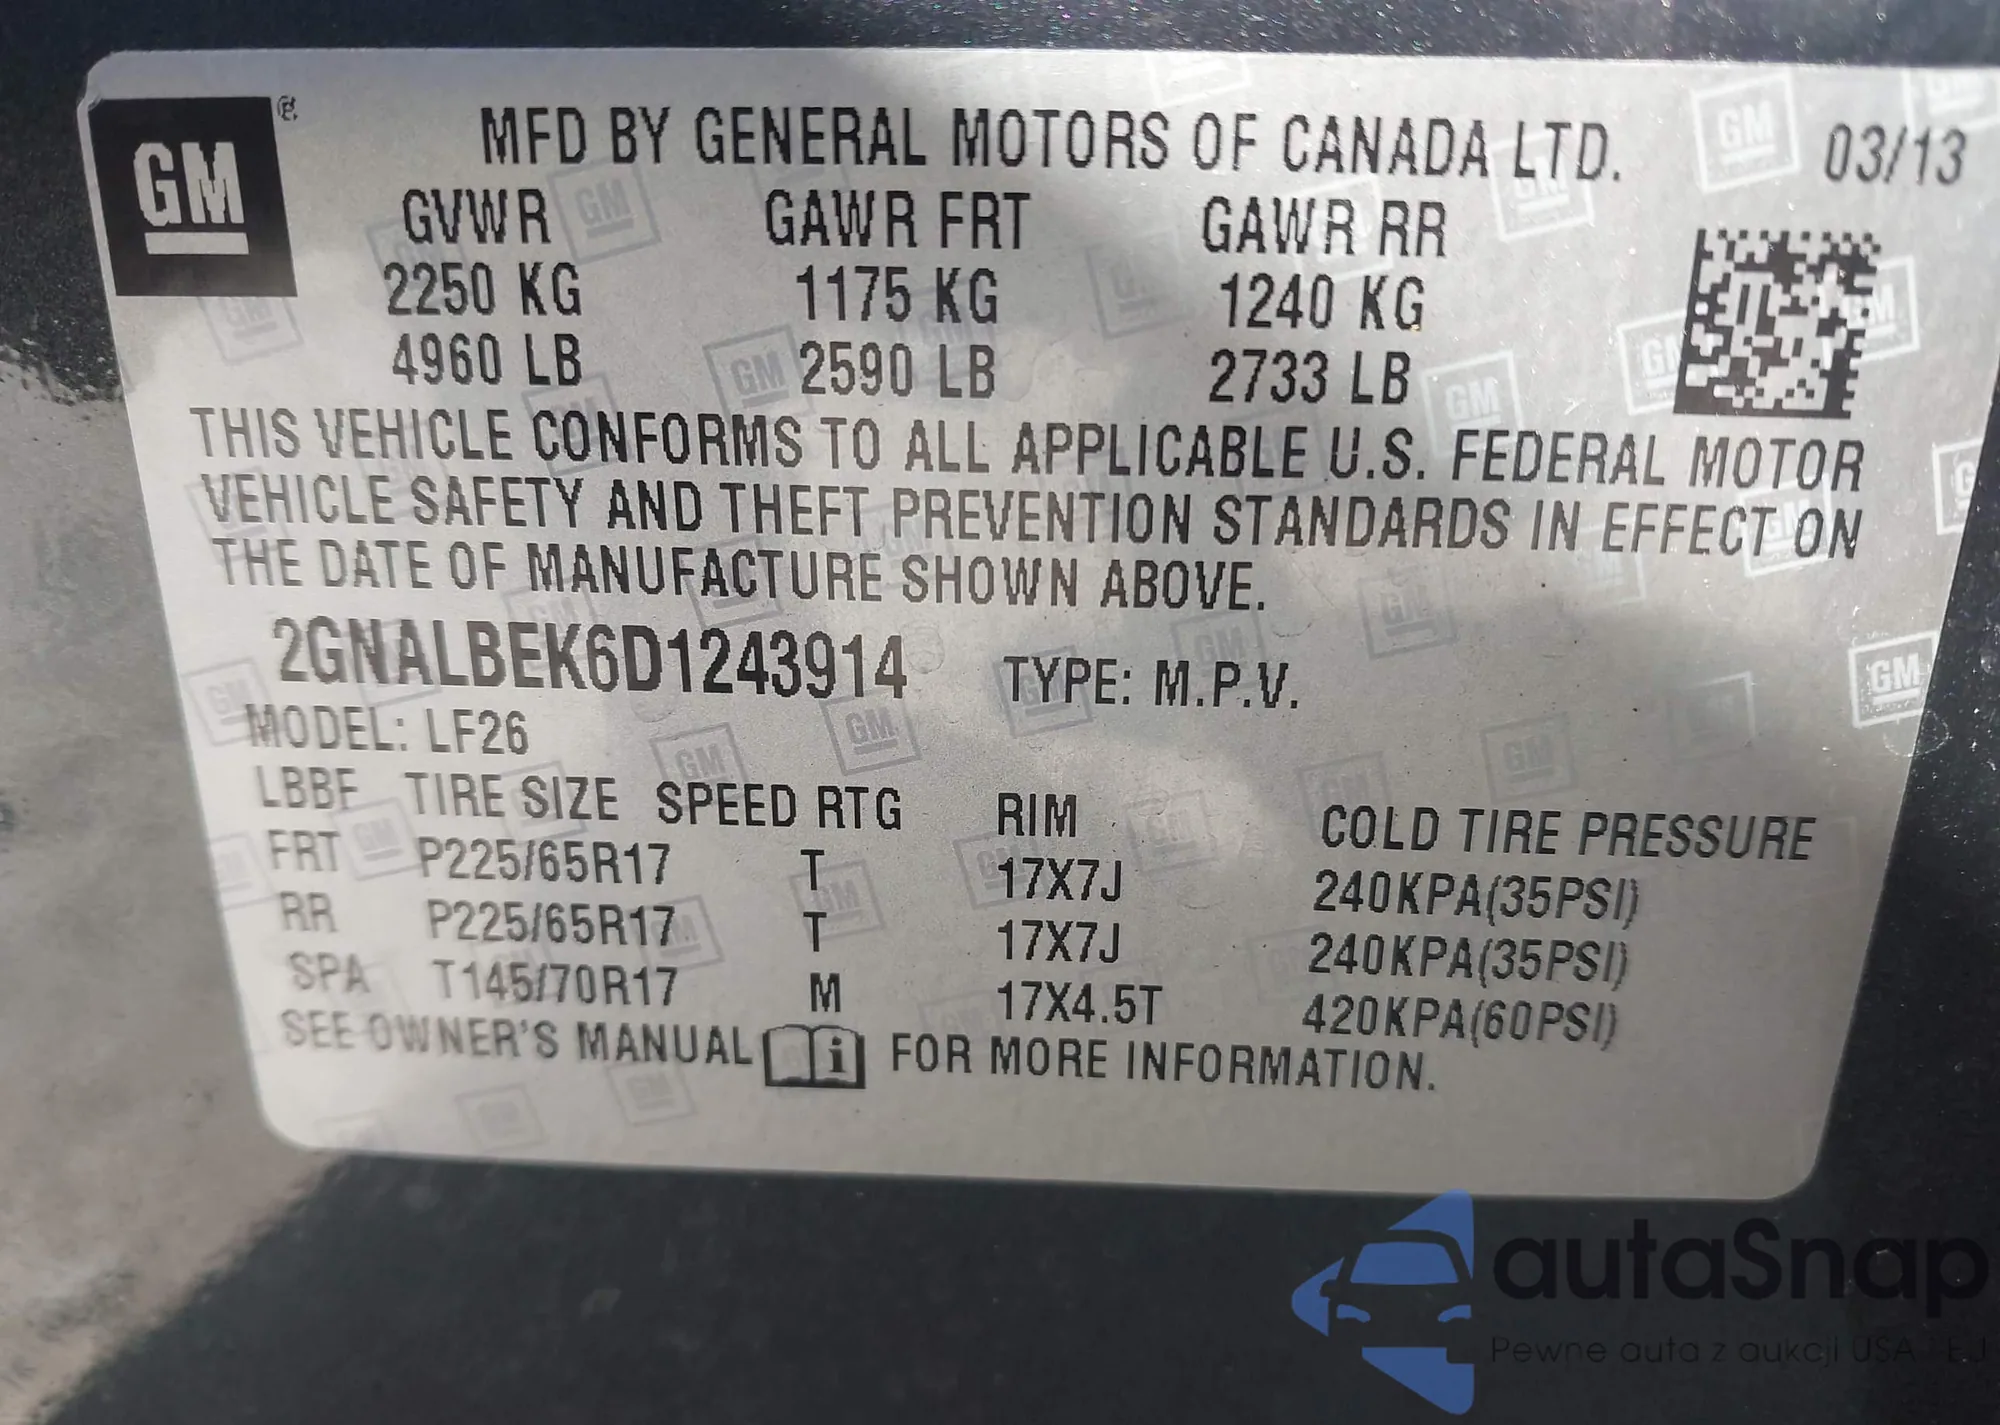 GM ®
MFD BY GENERAL MOTORS OF CANADA LTD. 03/13
GVWR GAWR FRT GAWR RR
2250 KG 1175 KG 1240 KG
4960 LB 2590 LB 2733 LB
THIS VEHICLE CONFORMS TO ALL APPLICABLE U.S. FEDERAL MOTOR
VEHICLE SAFETY AND THEFT PREVENTION STANDARDS IN EFFECT ON
THE DATE OF MANUFACTURE SHOWN ABOVE.
2GNALBEK6D1243914 TYPE: M.P.V.
MODEL: LF26
LBBF TIRE SIZE SPEED RTG RIM COLD TIRE PRESSURE
FRT P225/65R17 T 17X7J 240KPA(35PSI)
RR P225/65R17 T 17X7J 240KPA(35PSI)
SPA T145/70R17 M 17X4.5T 420KPA(60PSI)
SEE OWNER'S MANUAL i FOR MORE INFORMATION.
autaSnap
Pewne auta z aukcji USA